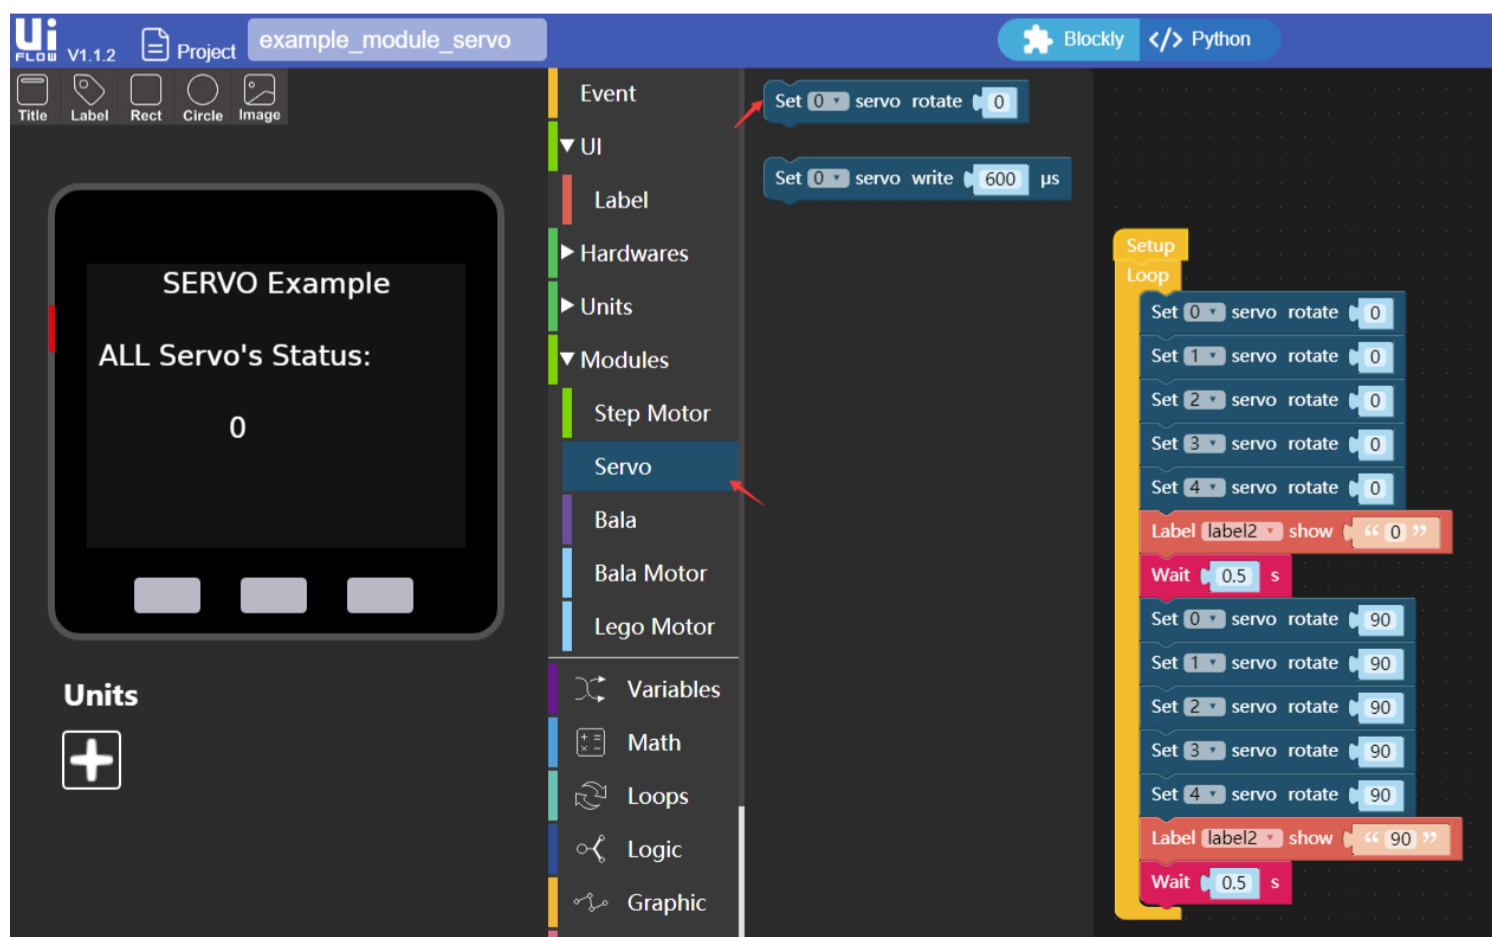 Ui FLOW V1.1.2 Project example_module_servo Blockly </> Python
Title Label Rect Circle Image
SERVO Example
ALL Servo's Status:
0
Units
Event
UI
Label
Hardwares
Units
Modules
Step Motor
Servo
Bala
Bala Motor
Lego Motor
Variables
Math
Loops
Logic
Graphic
Set 0 servo rotate 0
Set 0 servo write 600 µs
Setup
Loop
Set 0 servo rotate 0
Set 1 servo rotate 0
Set 2 servo rotate 0
Set 3 servo rotate 0
Set 4 servo rotate 0
Label label2 show “ 0 ”
Wait 0.5 s
Set 0 servo rotate 90
Set 1 servo rotate 90
Set 2 servo rotate 90
Set 3 servo rotate 90
Set 4 servo rotate 90
Label label2 show “ 90 ”
Wait 0.5 s